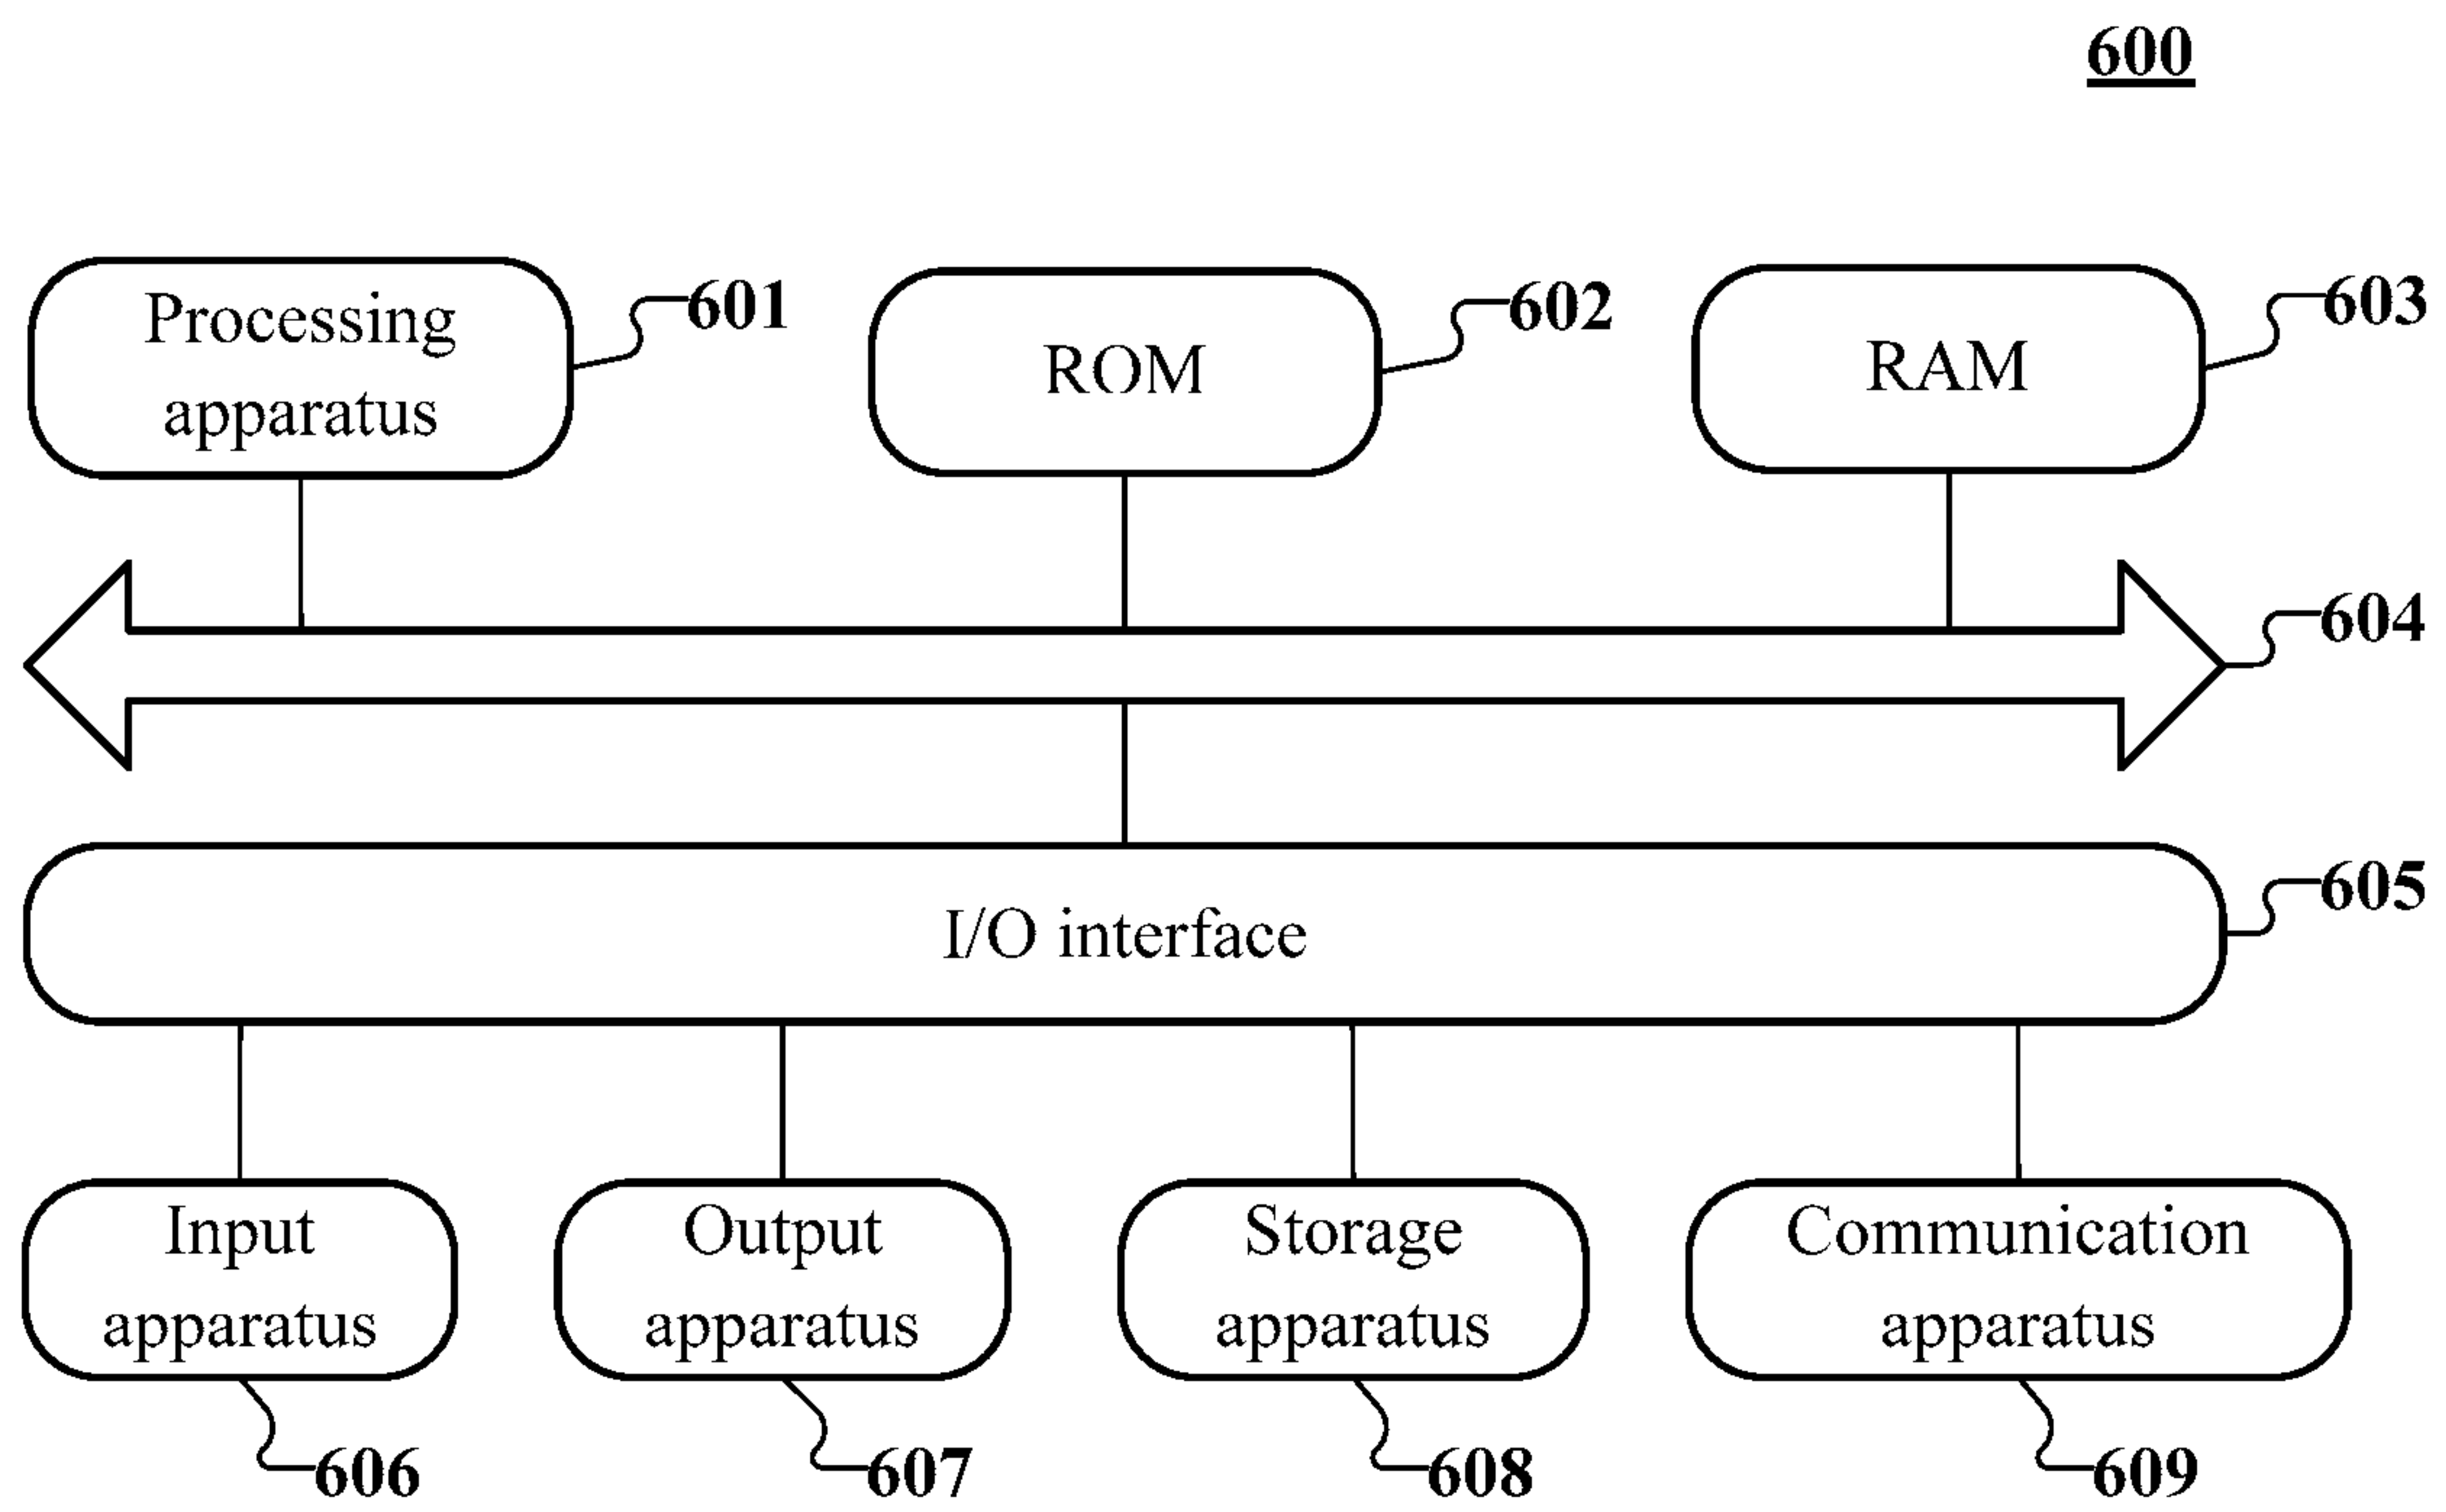 600
Processing
apparatus
601
ROM
602
RAM
603
604
I/O interface
605
Input
apparatus
606
Output
apparatus
607
Storage
apparatus
608
Communication
apparatus
609